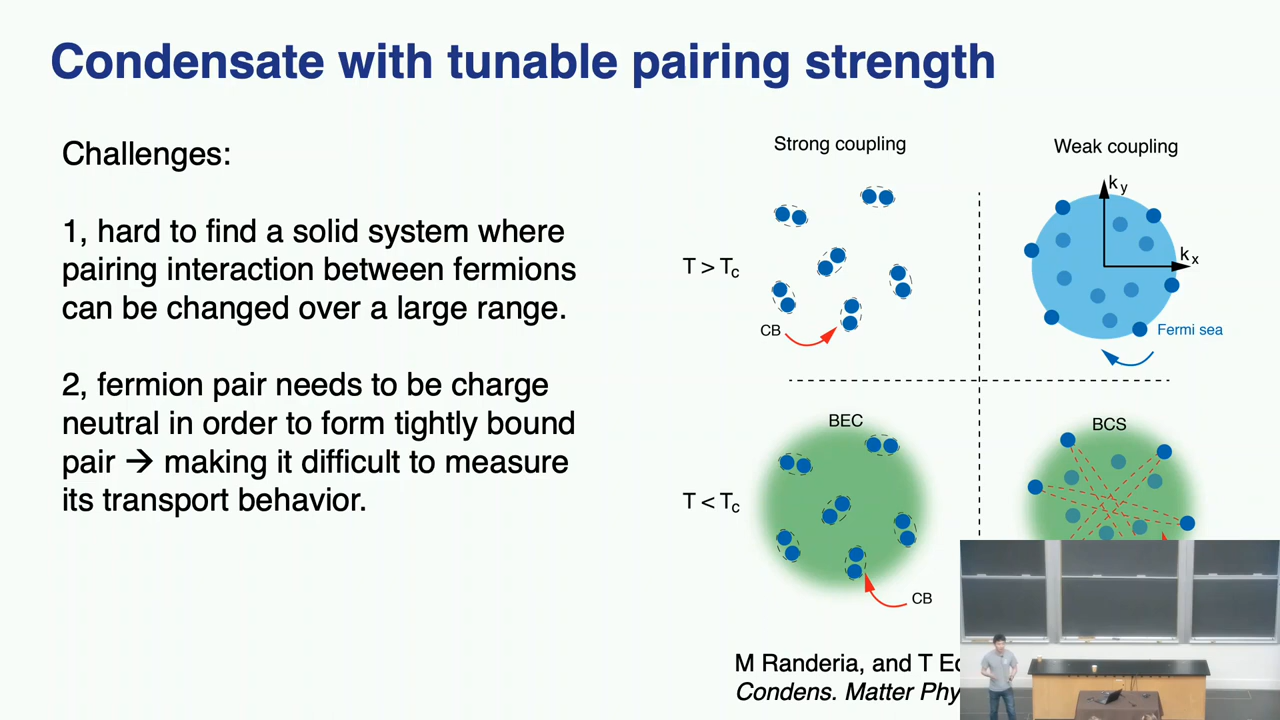 Condensate with tunable pairing strength
Challenges:
1, hard to find a solid system where
pairing interaction between fermions
can be changed over a large range.
2, fermion pair needs to be charge
neutral in order to form tightly bound
pair → making it difficult to measure
its transport behavior.
Strong coupling
Weak coupling
k y
k x
T > Tc
CB
Fermi sea
BEC
BCS
T < Tc
CB
M Randeria, and T
Condens. Matter